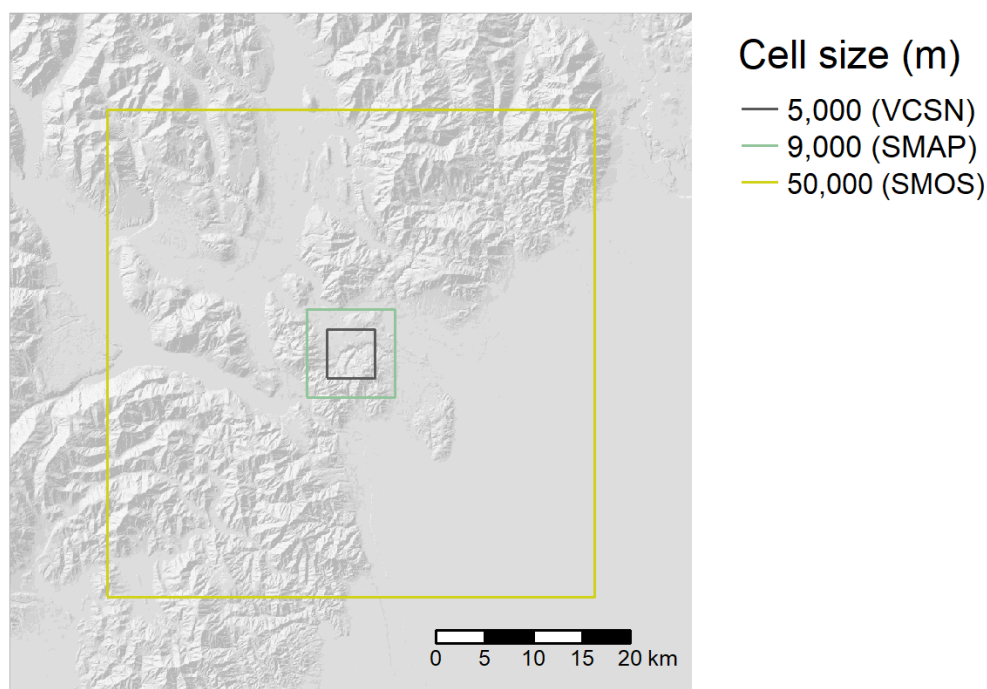 Cell size (m)
5,000 (VCSN)
9,000 (SMAP)
50,000 (SMOS)
0 5 10 15 20 km